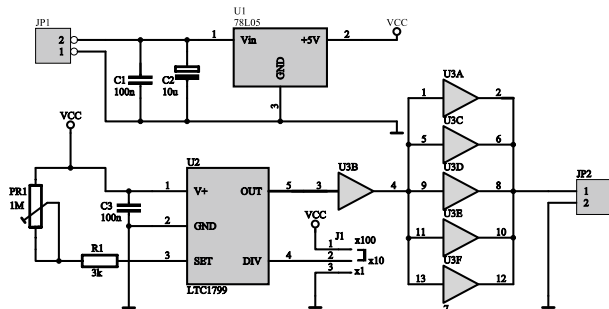 JP1
2
1
C1
100n
C2
10u
U1
78L05
1
Vin
+5V
2
GND
3
VCC
VCC
PR1
1M
R1
3k
C3
100n
U2
1
V+
OUT
5
2
GND
3
SET
DIV
4
LTC1799
3
U3B
4
VCC
J1
1
x100
2
x10
3
x1
U3A
1
2
U3C
5
6
U3D
9
8
U3E
11
10
U3F
13
12
7
JP2
1
2